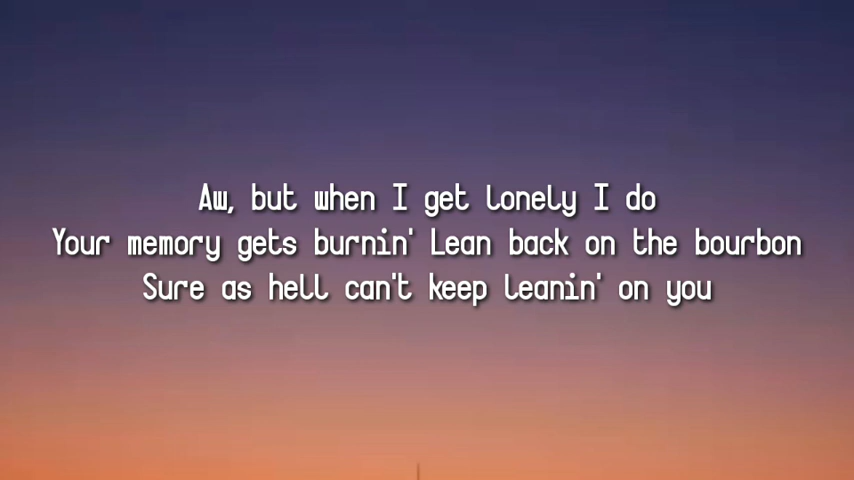 Aw, but when I get lonely I do
Your memory gets burnin' Lean back on the bourbon
Sure as hell can't keep leanin' on you